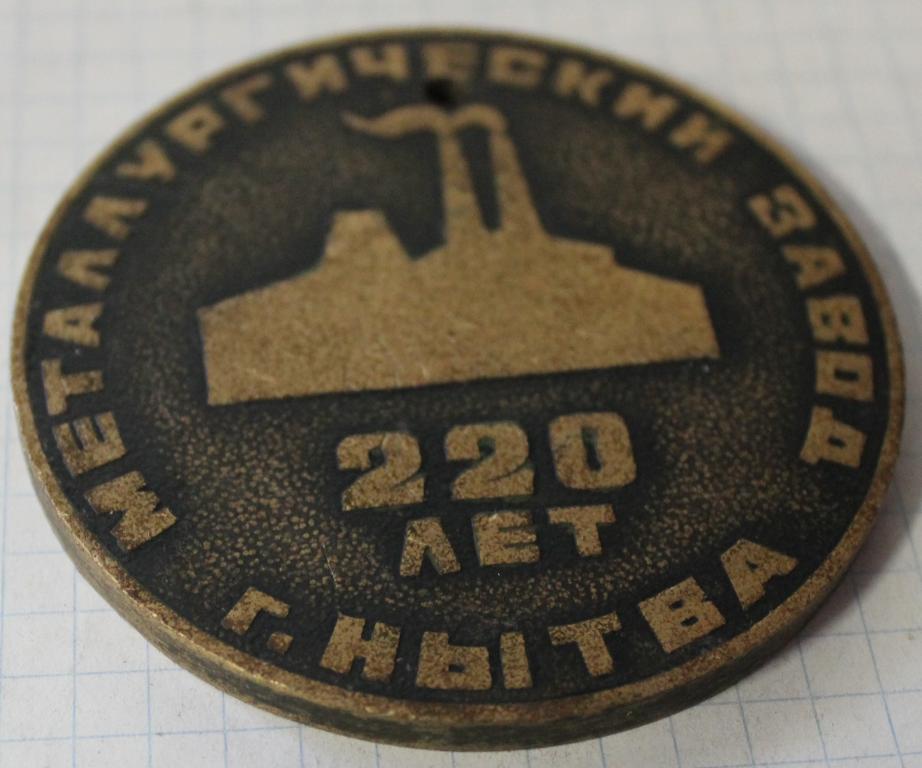 МЕТАЛЛУРГИЧЕСКИЙ ЗАВОД
220
ЛЕТ
г. НЫТВА